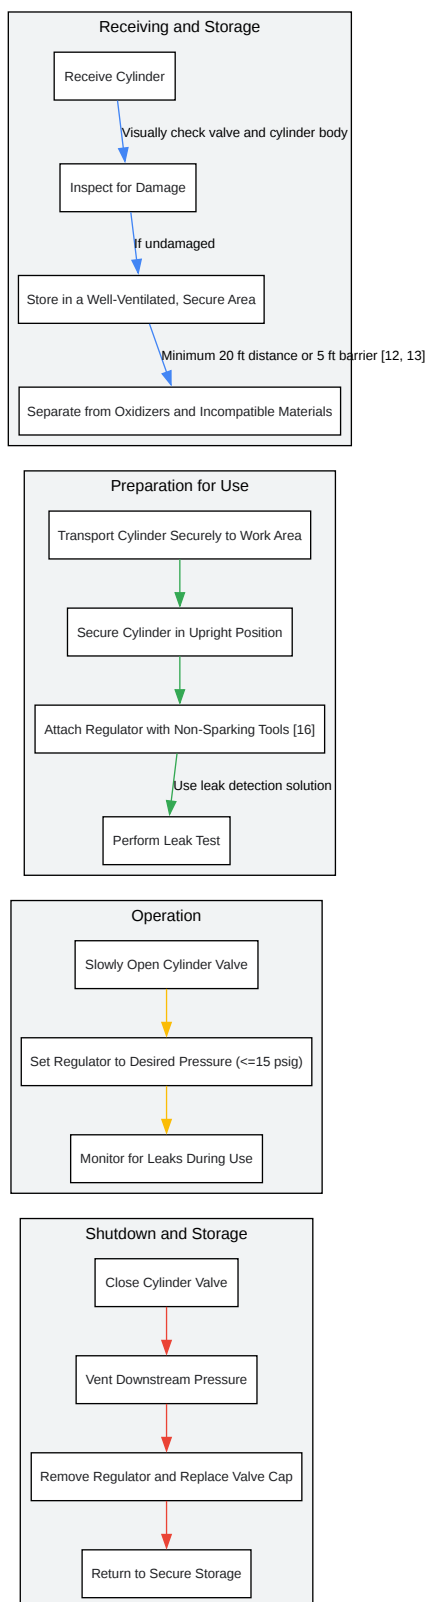 Receiving and Storage
Receive Cylinder
Visually check valve and cylinder body
Inspect for Damage
If undamaged
Store in a Well-Ventilated, Secure Area
Minimum 20 ft distance or 5 ft barrier [12, 13]
Separate from Oxidizers and Incompatible Materials
Preparation for Use
Transport Cylinder Securely to Work Area
Secure Cylinder in Upright Position
Attach Regulator with Non-Sparking Tools [16]
Use leak detection solution
Perform Leak Test
Operation
Slowly Open Cylinder Valve
Set Regulator to Desired Pressure (<=15 psig)
Monitor for Leaks During Use
Shutdown and Storage
Close Cylinder Valve
Vent Downstream Pressure
Remove Regulator and Replace Valve Cap
Return to Secure Storage